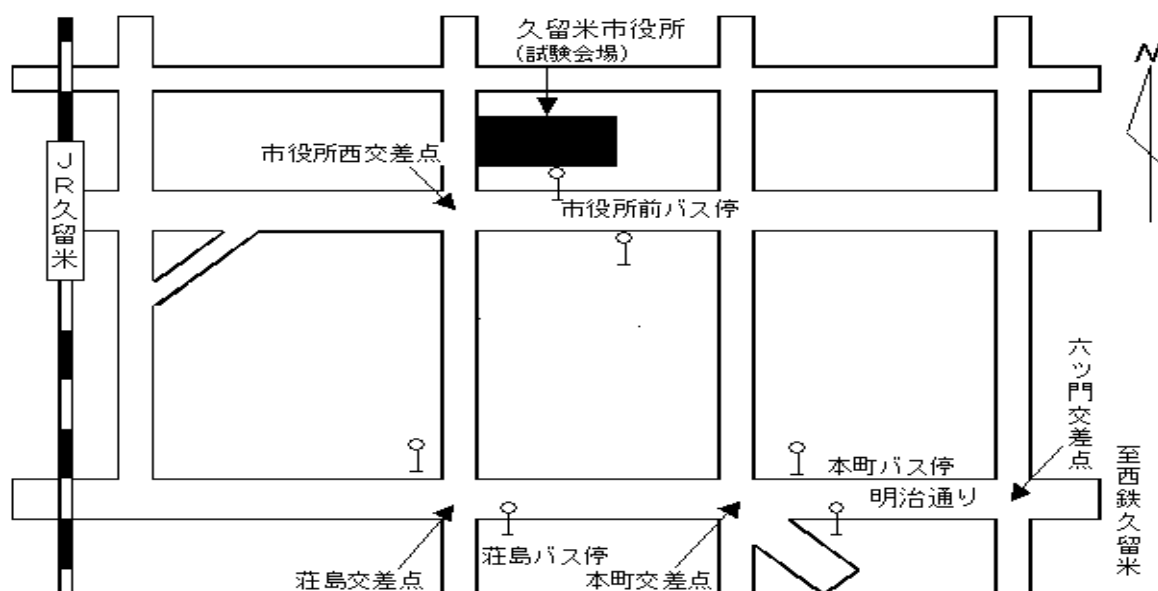 久留米市役所
(試験会場)
N
市役所西交差点
JR久留米
市役所前バス停
六ツ門交差点
本町バス停
至西鉄久留米
明治通り
荘島バス停
荘島交差点
本町交差点